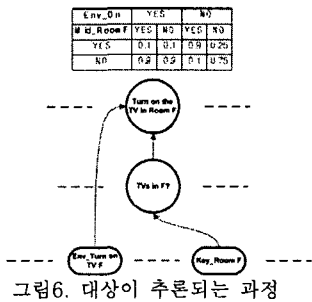 Env_On YES NO
Mid_Room F YES NO YES NO
YES 0.1 0.1 0.9 0.25
NO 0.9 0.9 0.1 0.75
Turn on the
TV in Room F
TVs in F?
Env_Turn on
TV F
Key_Room F
그림6. 대상이 추론되는 과정